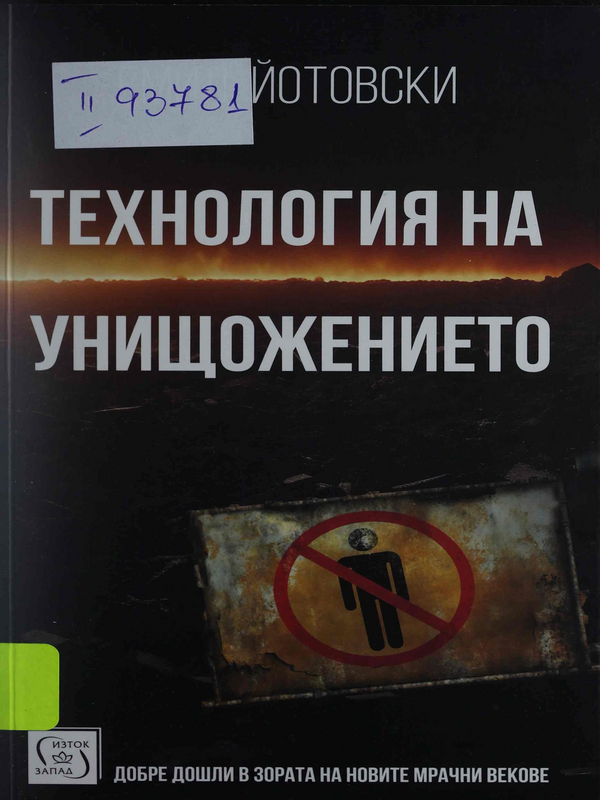 ЙОТОВСКИ
II 93781
ТЕХНОЛОГИЯ НА
УНИЩОЖЕНИЕТО
ИЗТОК
ЗАПАД
ДОБРЕ ДОШЛИ В ЗОРАТА НА НОВИТЕ МРАЧНИ ВЕКОВЕ